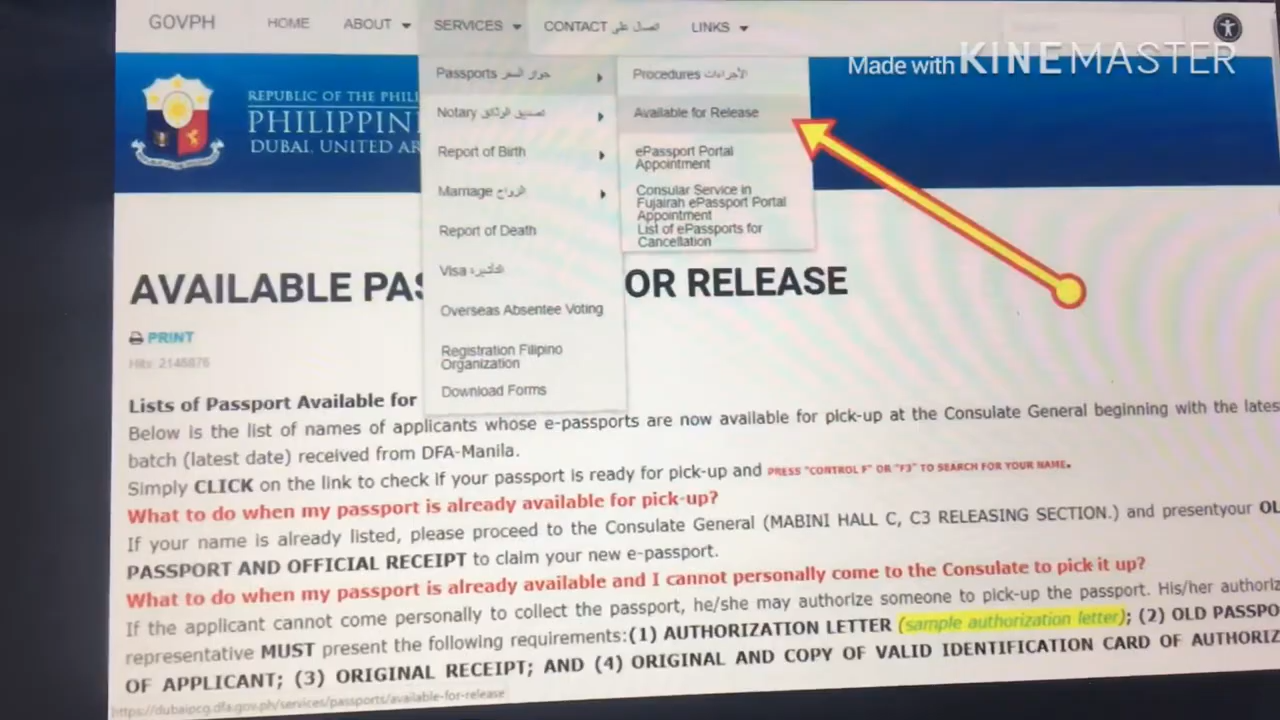 GOVPH HOME ABOUT SERVICES CONTACT اتصال على LINKS
Made with KINEMASTER
Passports جواز السفر
Procedures الأجراءات
Notary تصديق الوثائق
Available for Release
Report of Birth
ePassport Portal
Appointment
Marriage الزواج
Consular Service in
Fujairah ePassport Portal
Appointment
Report of Death
List of ePassports for
Cancellation
Visa التأشيرة
Overseas Absentee Voting
Registration Filipino
Organization
Download Forms
REPUBLIC OF THE PHILI
PHILIPPIN
DUBAI, UNITED AR
AVAILABLE PAS OR RELEASE
PRINT
Hits: 2145876
Lists of Passport Available for
Below is the list of names of applicants whose e-passports are now available for pick-up at the Consulate General beginning with the lates
batch (latest date) received from DFA-Manila.
Simply CLICK on the link to check if your passport is ready for pick-up and PRESS "CONTROL F" OR "F3" TO SEARCH FOR YOUR NAME.
What to do when my passport is already available for pick-up?
If your name is already listed, please proceed to the Consulate General (MABINI HALL C, C3 RELEASING SECTION.) and presentyour OL
PASSPORT AND OFFICIAL RECEIPT to claim your new e-passport.
What to do when my passport is already available and I cannot personally come to the Consulate to pick it up?
If the applicant cannot come personally to collect the passport, he/she may authorize someone to pick-up the passport. His/her authoriz
representative MUST present the following requirements:(1) AUTHORIZATION LETTER (sample authorization letter); (2) OLD PASSPO
OF APPLICANT; (3) ORIGINAL RECEIPT; AND (4) ORIGINAL AND COPY OF VALID IDENTIFICATION CARD OF AUTHORIZ
https://dubaipcg.dfa.gov.ph/services/passports/available-for-release